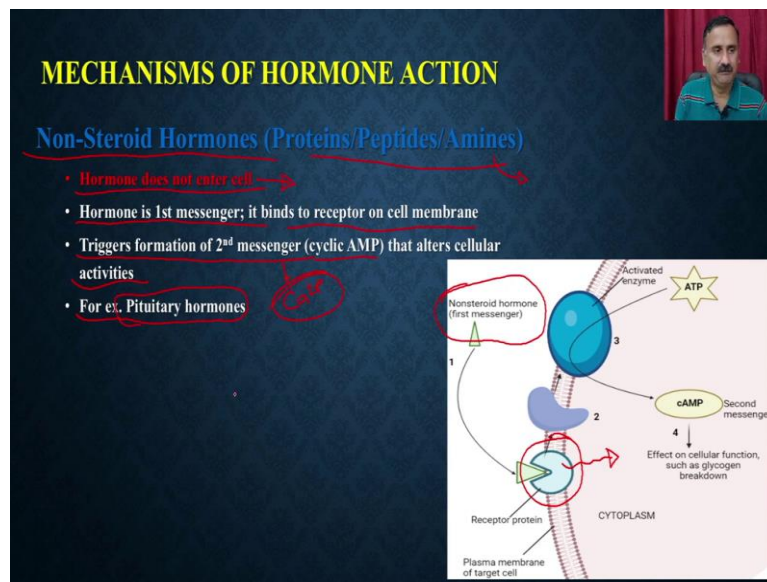 MECHANISMS OF HORMONE ACTION
Non-Steroid Hormones (Proteins/Peptides/Amines)
• Hormone does not enter cell
• Hormone is 1st messenger; it binds to receptor on cell membrane
• Triggers formation of 2nd messenger (cyclic AMP) that alters cellular
activities
• For ex. Pituitary hormones
Nonsteroid hormone
(first messenger)
Activated
enzyme
ATP
1
3
2
cAMP
Second
messenge
4
Effect on cellular function,
such as glycogen
breakdown
Receptor protein
CYTOPLASM
Plasma membrane
of target cell